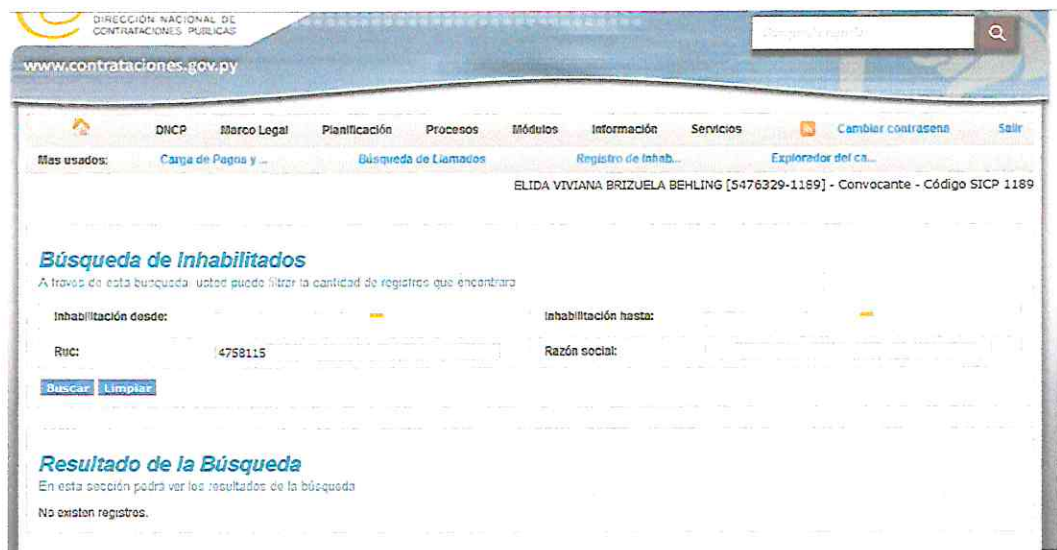 DIRECCIÓN NACIONAL DE
CONTRATACIONES PÚBLICAS
www.contrataciones.gov.py
DNCP Marco Legal Planificación Procesos Módulos Información Servicios Cambiar contrasena Salir
Mas usados: Carga de Pagos y ... Búsqueda de Llamados Registro de Inhab... Explorador del ca...
ELIDA VIVIANA BRIZUELA BEHLING [5476329-1189] - Convocante - Código SICP 1189
Búsqueda de Inhabilitados
A traves de esta busqueda, usted puede filtrar la cantidad de registros que encontrara
Inhabilitación desde: Inhabilitación hasta:
Ruc: 4758115 Razón social:
Buscar Limpiar
Resultado de la Búsqueda
En esta sección podrá ver los resultados de la búsqueda
No existen registros.